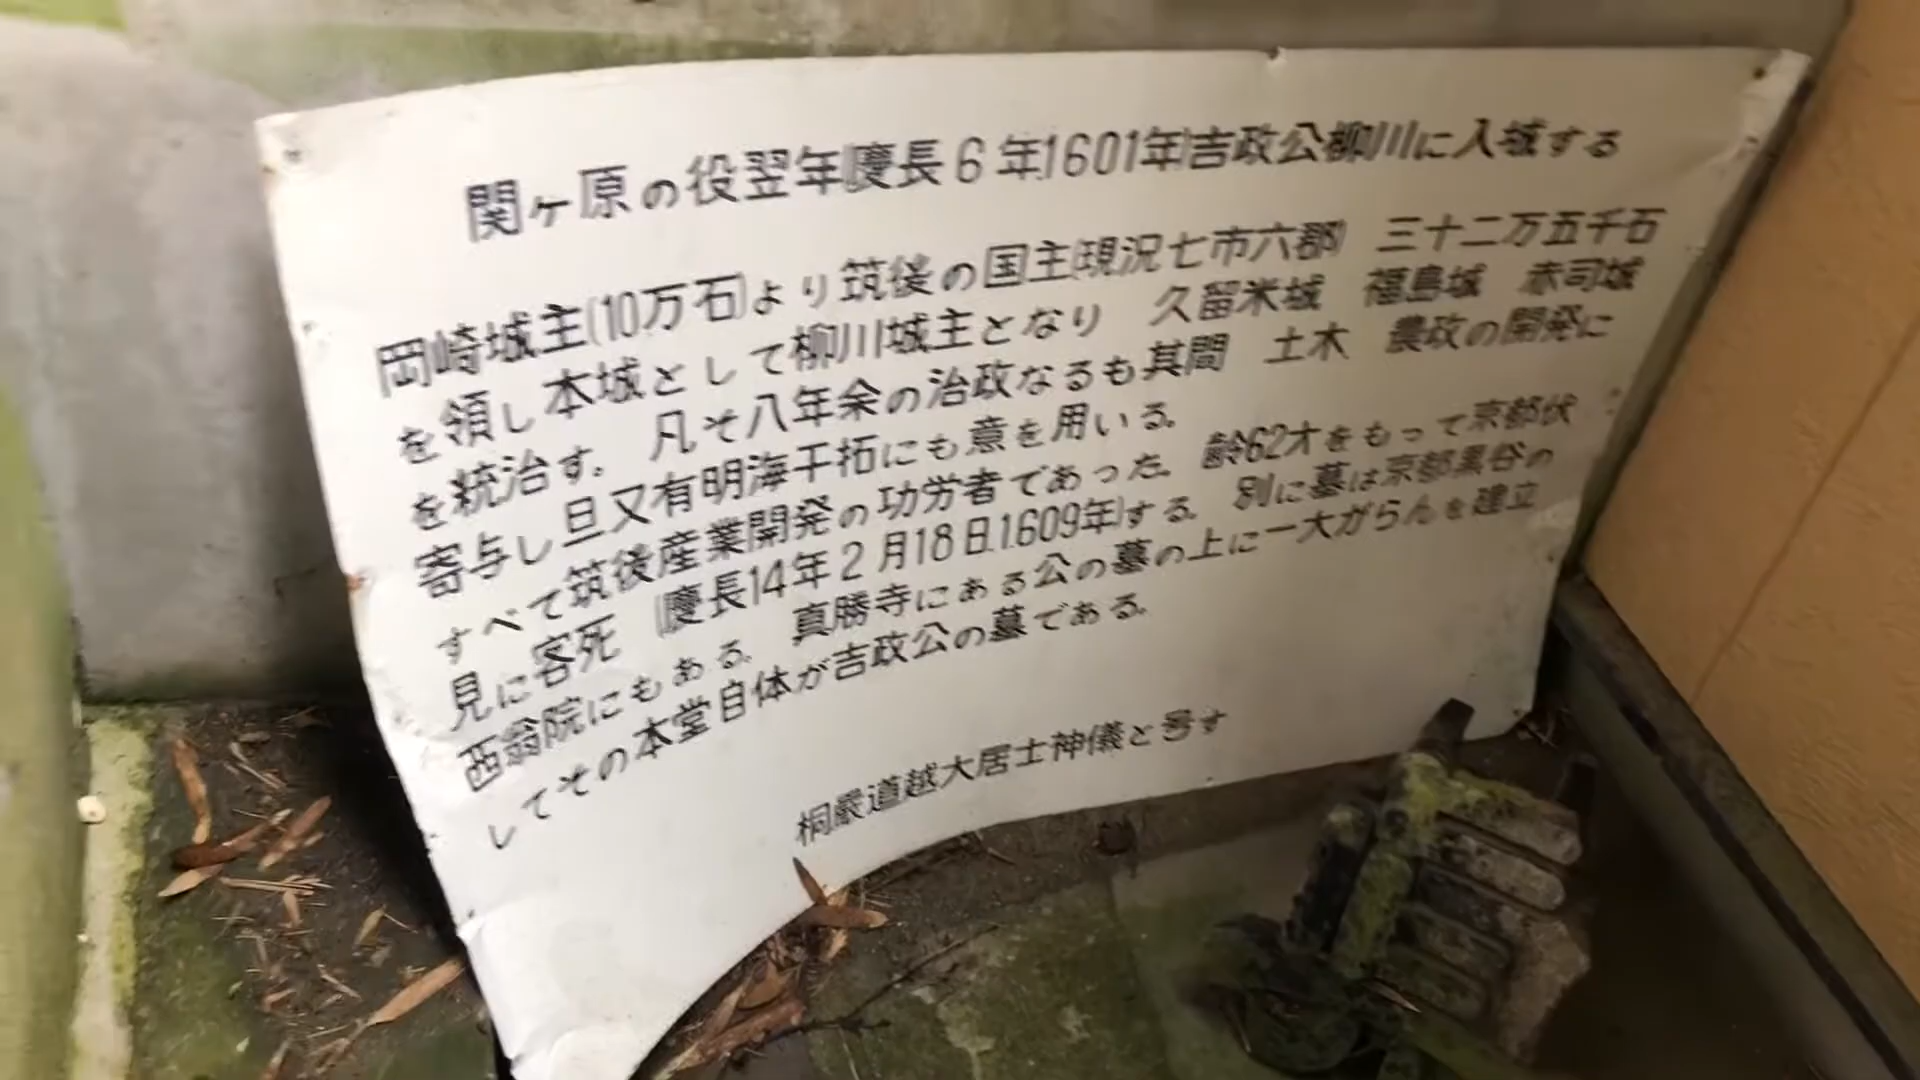 関ヶ原の役翌年(慶長6年1601年)吉政公柳川に入城する
岡崎城主(10万石)より筑後の国主(現況七市六郡) 三十二万五千石
を領し本城として柳川城主となり 久留米城 福島城 赤司城
を統治す。凡そ八年余の治政なるも其間 土木 農政の開発に
寄与し旦又有明海干拓にも意を用いる。
すべて筑後産業開発の功労者であった。齢62才をもって京都伏
見に客死 (慶長14年2月18日.1.609年)する。別に墓は京都黒谷の
西翁院にもある。真勝寺にある公の墓の上に一大がらんを建立
してその本堂自体が吉政公の墓である。
桐巌道越大居士神儀と号す